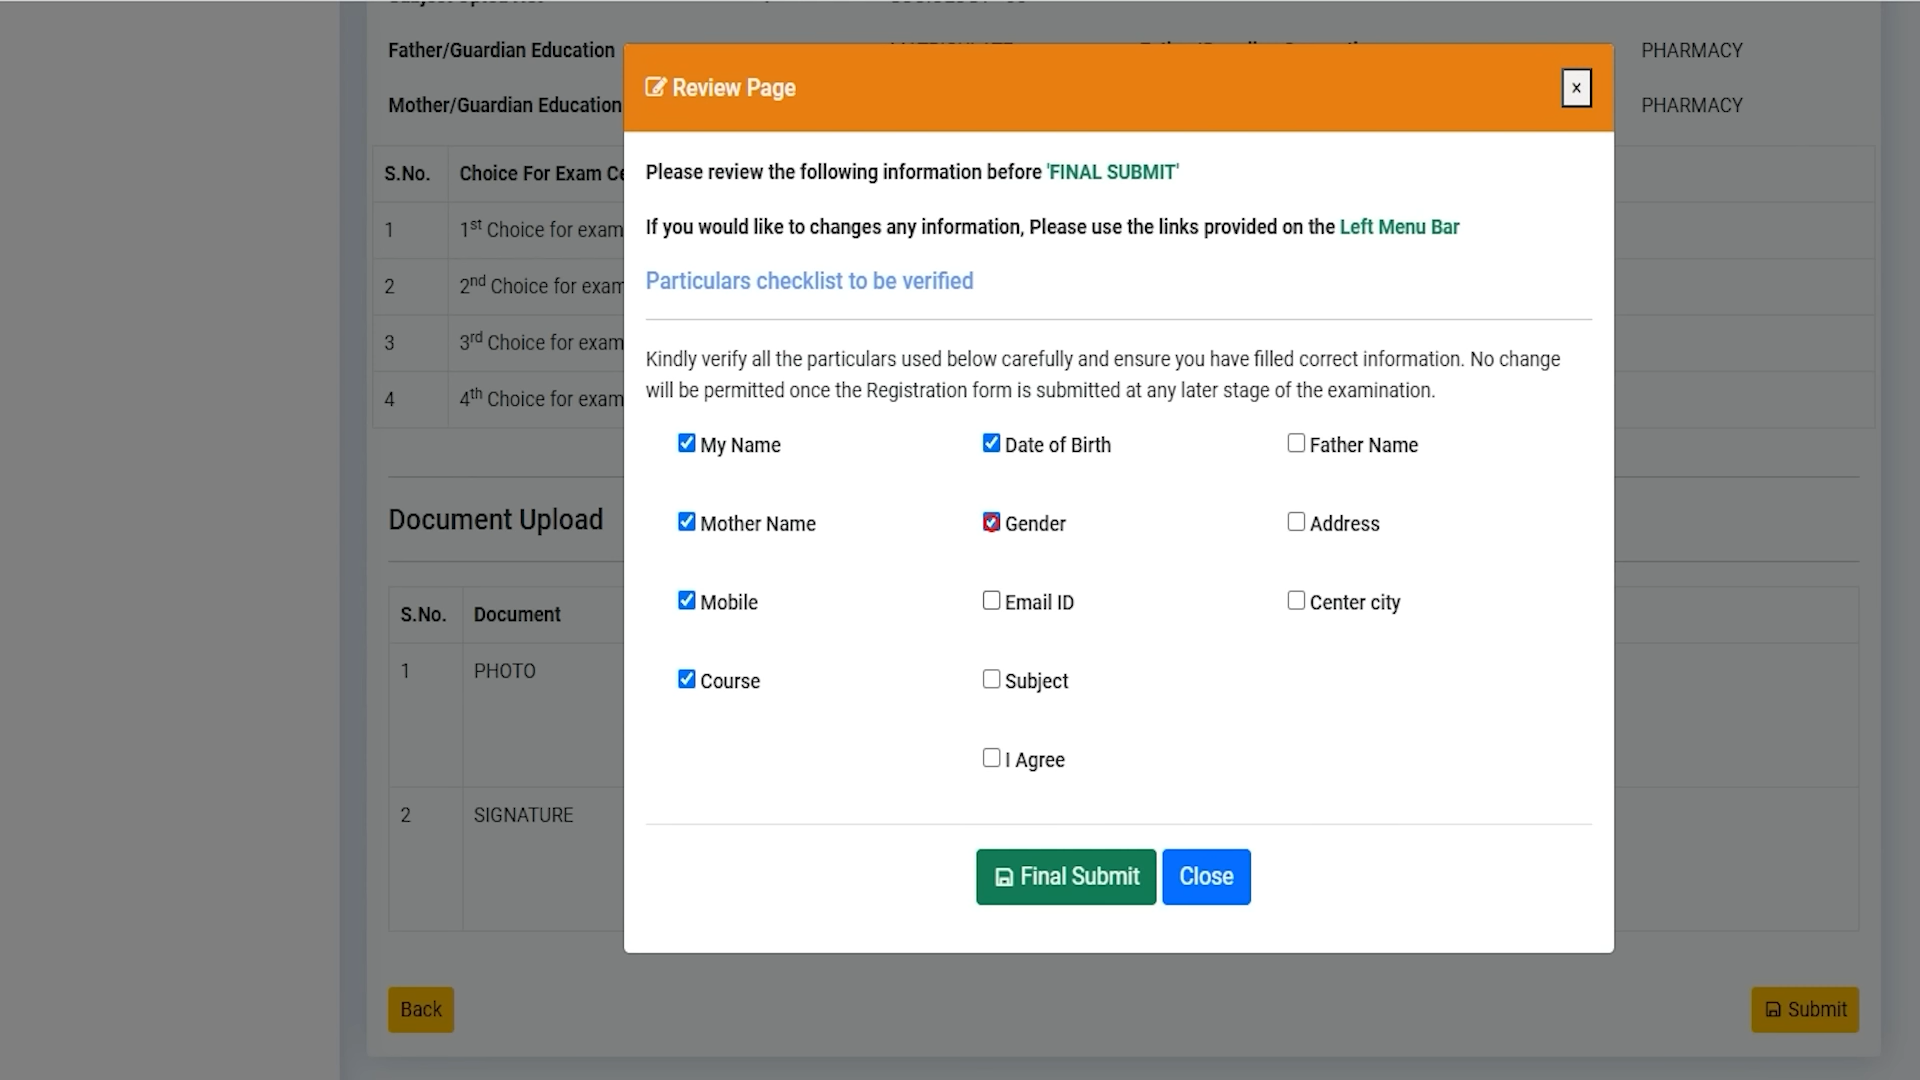 Father/Guardian Education
PHARMACY
Mother/Guardian Education
PHARMACY
S.No. Choice For Exam
1 1st Choice for exam
2 2nd Choice for exam
3 3rd Choice for exam
4 4th Choice for exam
Document Upload
S.No. Document
1 PHOTO
2 SIGNATURE
Back
Submit
Review Page
x
Please review the following information before 'FINAL SUBMIT'
If you would like to changes any information, Please use the links provided on the Left Menu Bar
Particulars checklist to be verified
Kindly verify all the particulars used below carefully and ensure you have filled correct information. No change
will be permitted once the Registration form is submitted at any later stage of the examination.
My Name Date of Birth Father Name
Mother Name Gender Address
Mobile Email ID Center city
Course Subject
I Agree
Final Submit Close